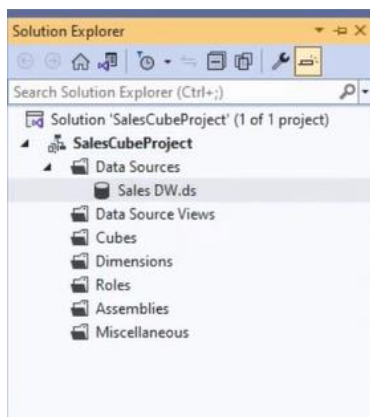 Solution Explorer
Search Solution Explorer (Ctrl+;)
Solution 'SalesCubeProject' (1 of 1 project)
SalesCubeProject
Data Sources
Sales DW.ds
Data Source Views
Cubes
Dimensions
Roles
Assemblies
Miscellaneous